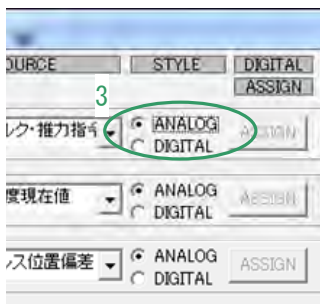 OURCE STYLE DIGITAL
ASSIGN
3
ルク・推力指令 ANALOG ASSIGN
DIGITAL
度現在値 ANALOG ASSIGN
DIGITAL
ルス位置偏差 ANALOG ASSIGN
DIGITAL